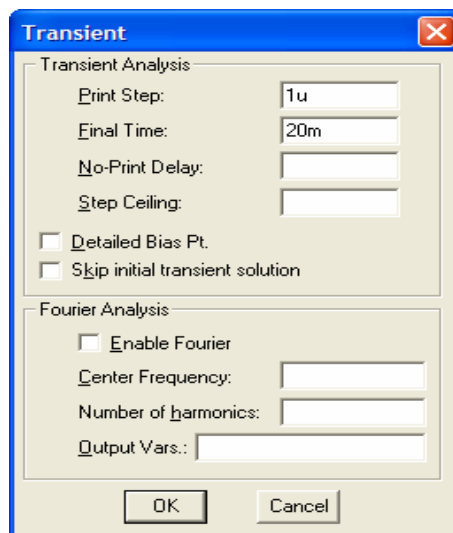 Transient
Transient Analysis
Print Step: 1u
Final Time: 20m
No-Print Delay:
Step Ceiling:
Detailed Bias Pt.
Skip initial transient solution
Fourier Analysis
Enable Fourier
Center Frequency:
Number of harmonics:
Output Vars.:
OK Cancel